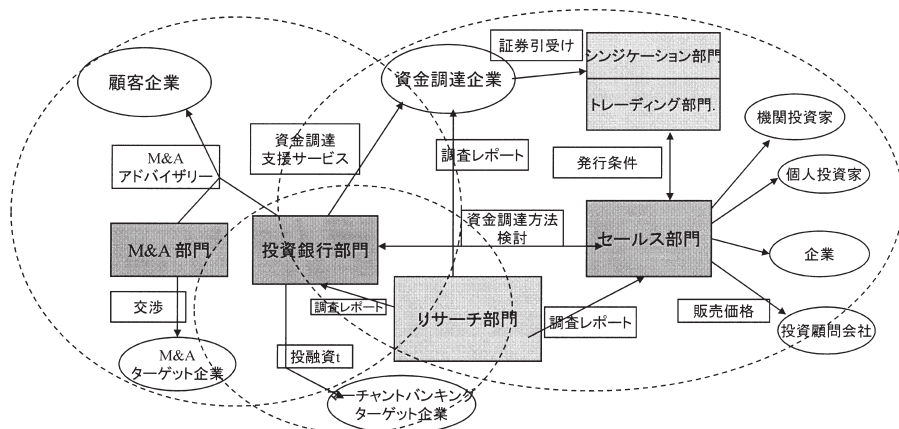 証券引受け
シンジケーション部門
顧客企業
資金調達企業
トレーディング部門.
機関投資家
資金調達
支援サービス
M&A
アドバイザリー
調査レポート
発行条件
個人投資家
資金調達方法
検討
M&A 部門
投資銀行部門
セールス部門
企業
交渉
調査レポート
リサーチ部門
調査レポート
販売価格
投資顧問会社
M&A
ターゲット企業
投融資t
ーチャントバンキング
ターゲット企業